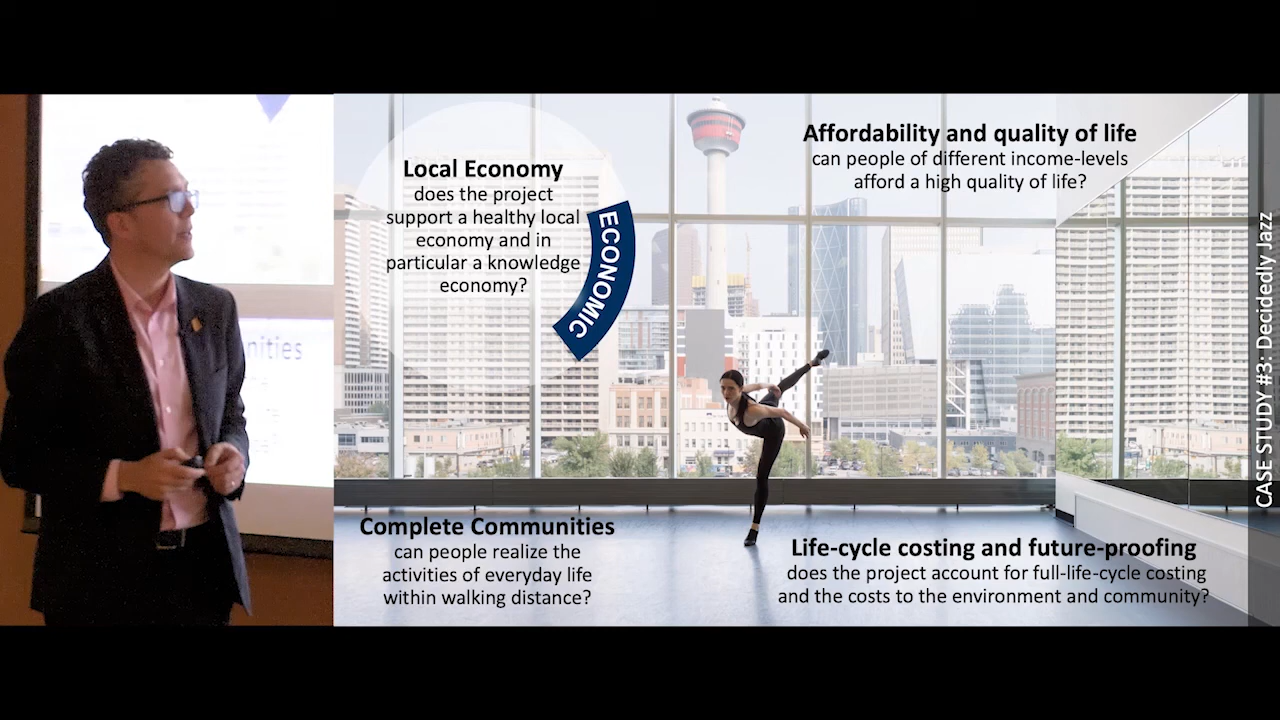 Local Economy
does the project
support a healthy local
economy and in
particular a knowledge
economy?
ECONOMIC
Affordability and quality of life
can people of different income-levels
afford a high quality of life?
Complete Communities
can people realize the
activities of everyday life
within walking distance?
Life-cycle costing and future-proofing
does the project account for full-life-cycle costing
and the costs to the environment and community?
CASE STUDY #3: Decidedly Jazz